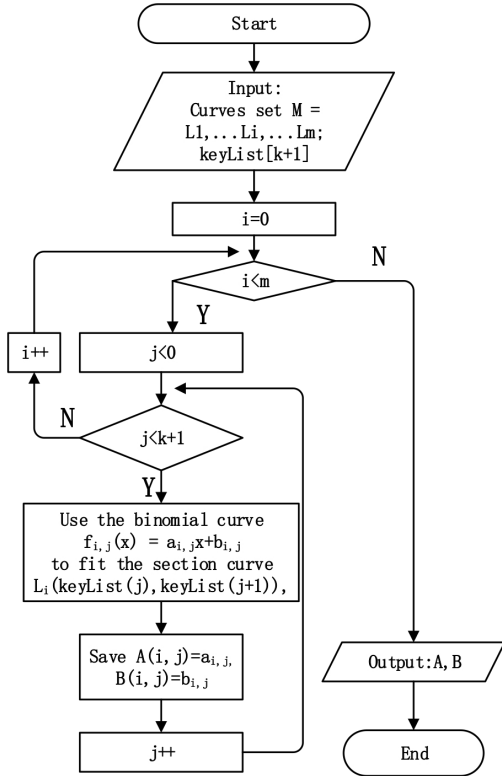 Start
Input:
Curves set M =
L1,...Li,...Lm;
keyList[k+1]
i=0
i<m
N
Y
i++
j<0
N
j<k+1
Y
Use the binomial curve
fᵢ,ⱼ(x) = aᵢ,ⱼx+bᵢ,ⱼ
to fit the section curve
Lᵢ(keyList(j),keyList(j+1)),
Save A(i,j)=aᵢ,ⱼ,
B(i,j)=bᵢ,ⱼ
Output:A,B
j++
End